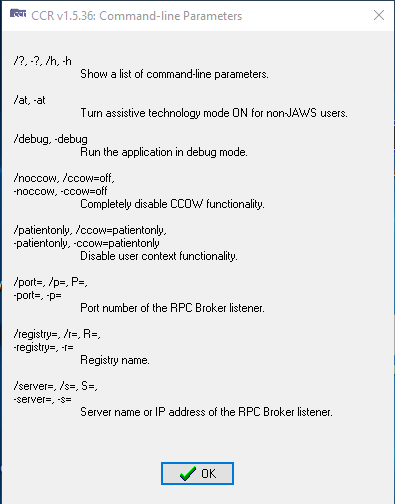 CCR v1.5.36: Command-line Parameters
/?, -?, /h, -h
Show a list of command-line parameters.
/at, -at
Turn assistive technology mode ON for non-JAWS users.
/debug, -debug
Run the application in debug mode.
/noccow, /ccow=off,
-noccow, -ccow=off
Completely disable CCOW functionality.
/patientonly, /ccow=patientonly,
-patientonly, -ccow=patientonly
Disable user context functionality.
/port=, /p=, P=,
-port=, -p=
Port number of the RPC Broker listener.
/registry=, /r=, R=,
-registry=, -r=
Registry name.
/server=, /s=, S=,
-server=, -s=
Server name or IP address of the RPC Broker listener.
OK